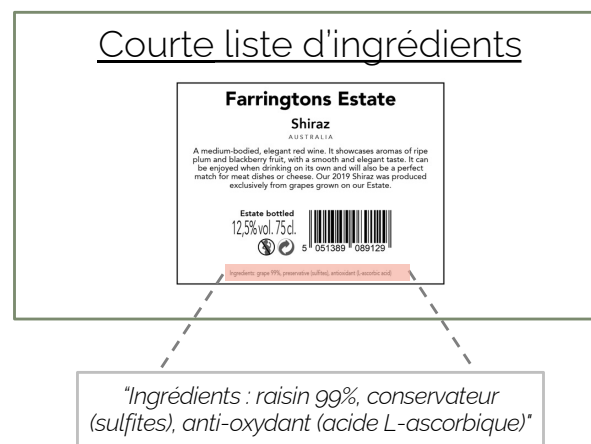 Courte liste d’ingrédients
Farringtons Estate
Shiraz
AUSTRALIA
A medium-bodied, elegant red wine. It showcases aromas of ripe
plum and blackberry fruit, with a smooth and elegant taste. It can
be enjoyed when drinking on its own and will also be a perfect
match for meat dishes or cheese. Our 2019 Shiraz was produced
exclusively from grapes grown on our Estate.
Estate bottled
12,5% vol. 75 cl.
5 051389 089129
Ingredients: grape 99%, preservative (sulfites), antioxidant (L-ascorbic acid)
“Ingrédients : raisin 99%, conservateur
(sulfites), anti-oxydant (acide L-ascorbique)"